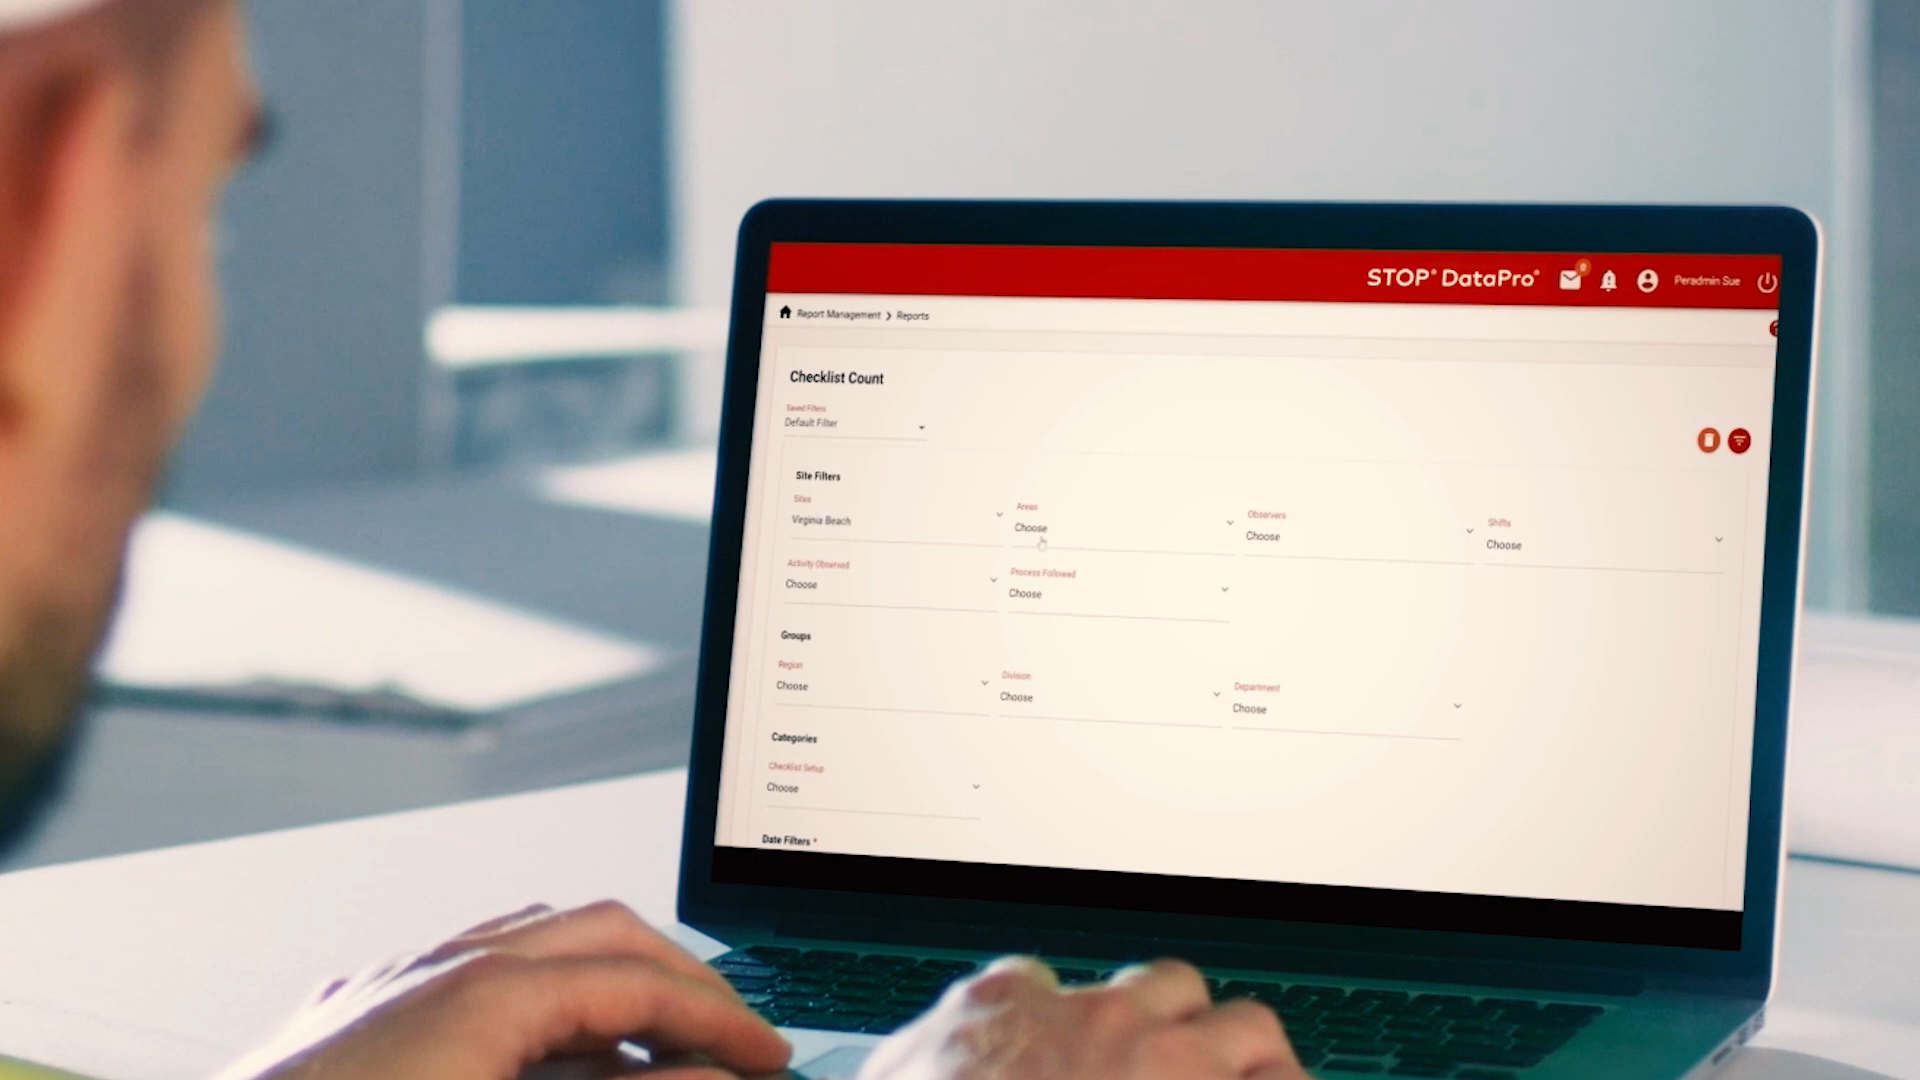 STOP® DataPro®
0
Peradmin Sue
Report Management > Reports
?
Checklist Count
Saved Filters
Default Filter
Site Filters
Sites
Virginia Beach
Areas
Choose
Observers
Choose
Shifts
Choose
Activity Observed
Choose
Process Followed
Choose
Groups
Region
Choose
Division
Choose
Department
Choose
Categories
Checklist Setup
Choose
Date Filters *